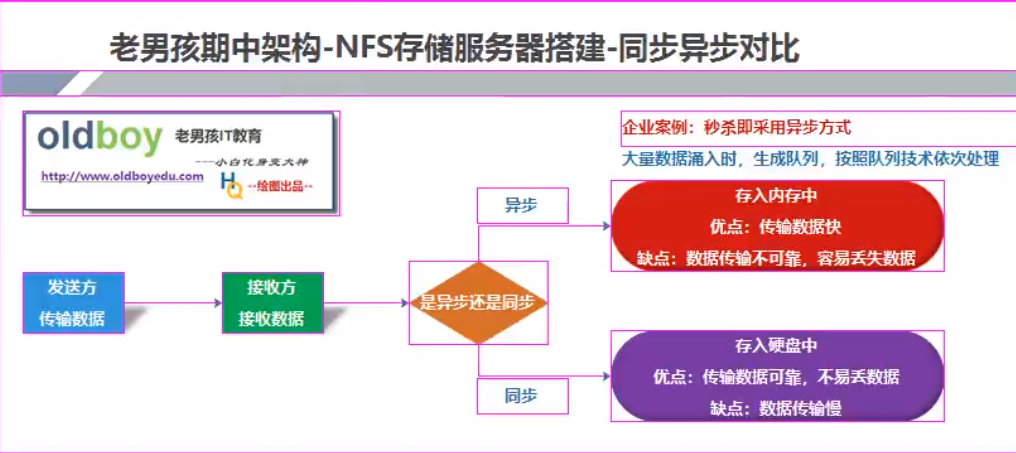 老男孩期中架构-NFS存储服务器搭建-同步异步对比
oldboy 老男孩IT教育
---小白化身变大神
http://www.oldboyedu.com
HQ --绘图出品--
企业案例：秒杀即采用异步方式
大量数据涌入时，生成队列，按照队列技术依次处理
异步
存入内存中
优点：传输数据快
缺点：数据传输不可靠，容易丢失数据
发送方
传输数据
接收方
接收数据
是异步还是同步
存入硬盘中
优点：传输数据可靠，不易丢数据
缺点：数据传输慢
同步